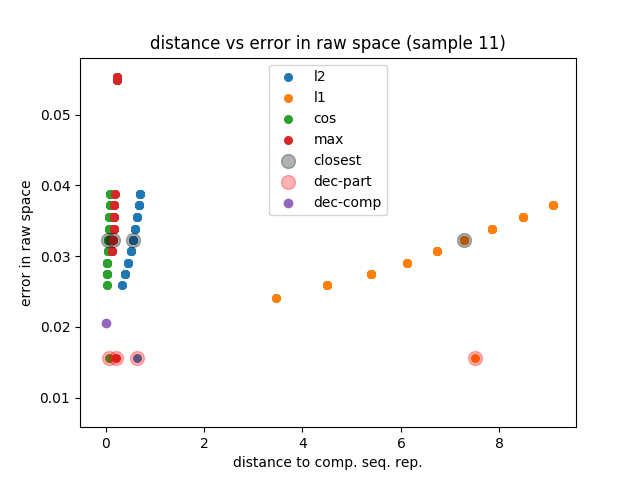 distance vs error in raw space (sample 11)
l2
l1
cos
max
closest
dec-part
dec-comp
error in raw space
0.05
0.04
0.03
0.02
0.01
0 2 4 6 8
distance to comp. seq. rep.